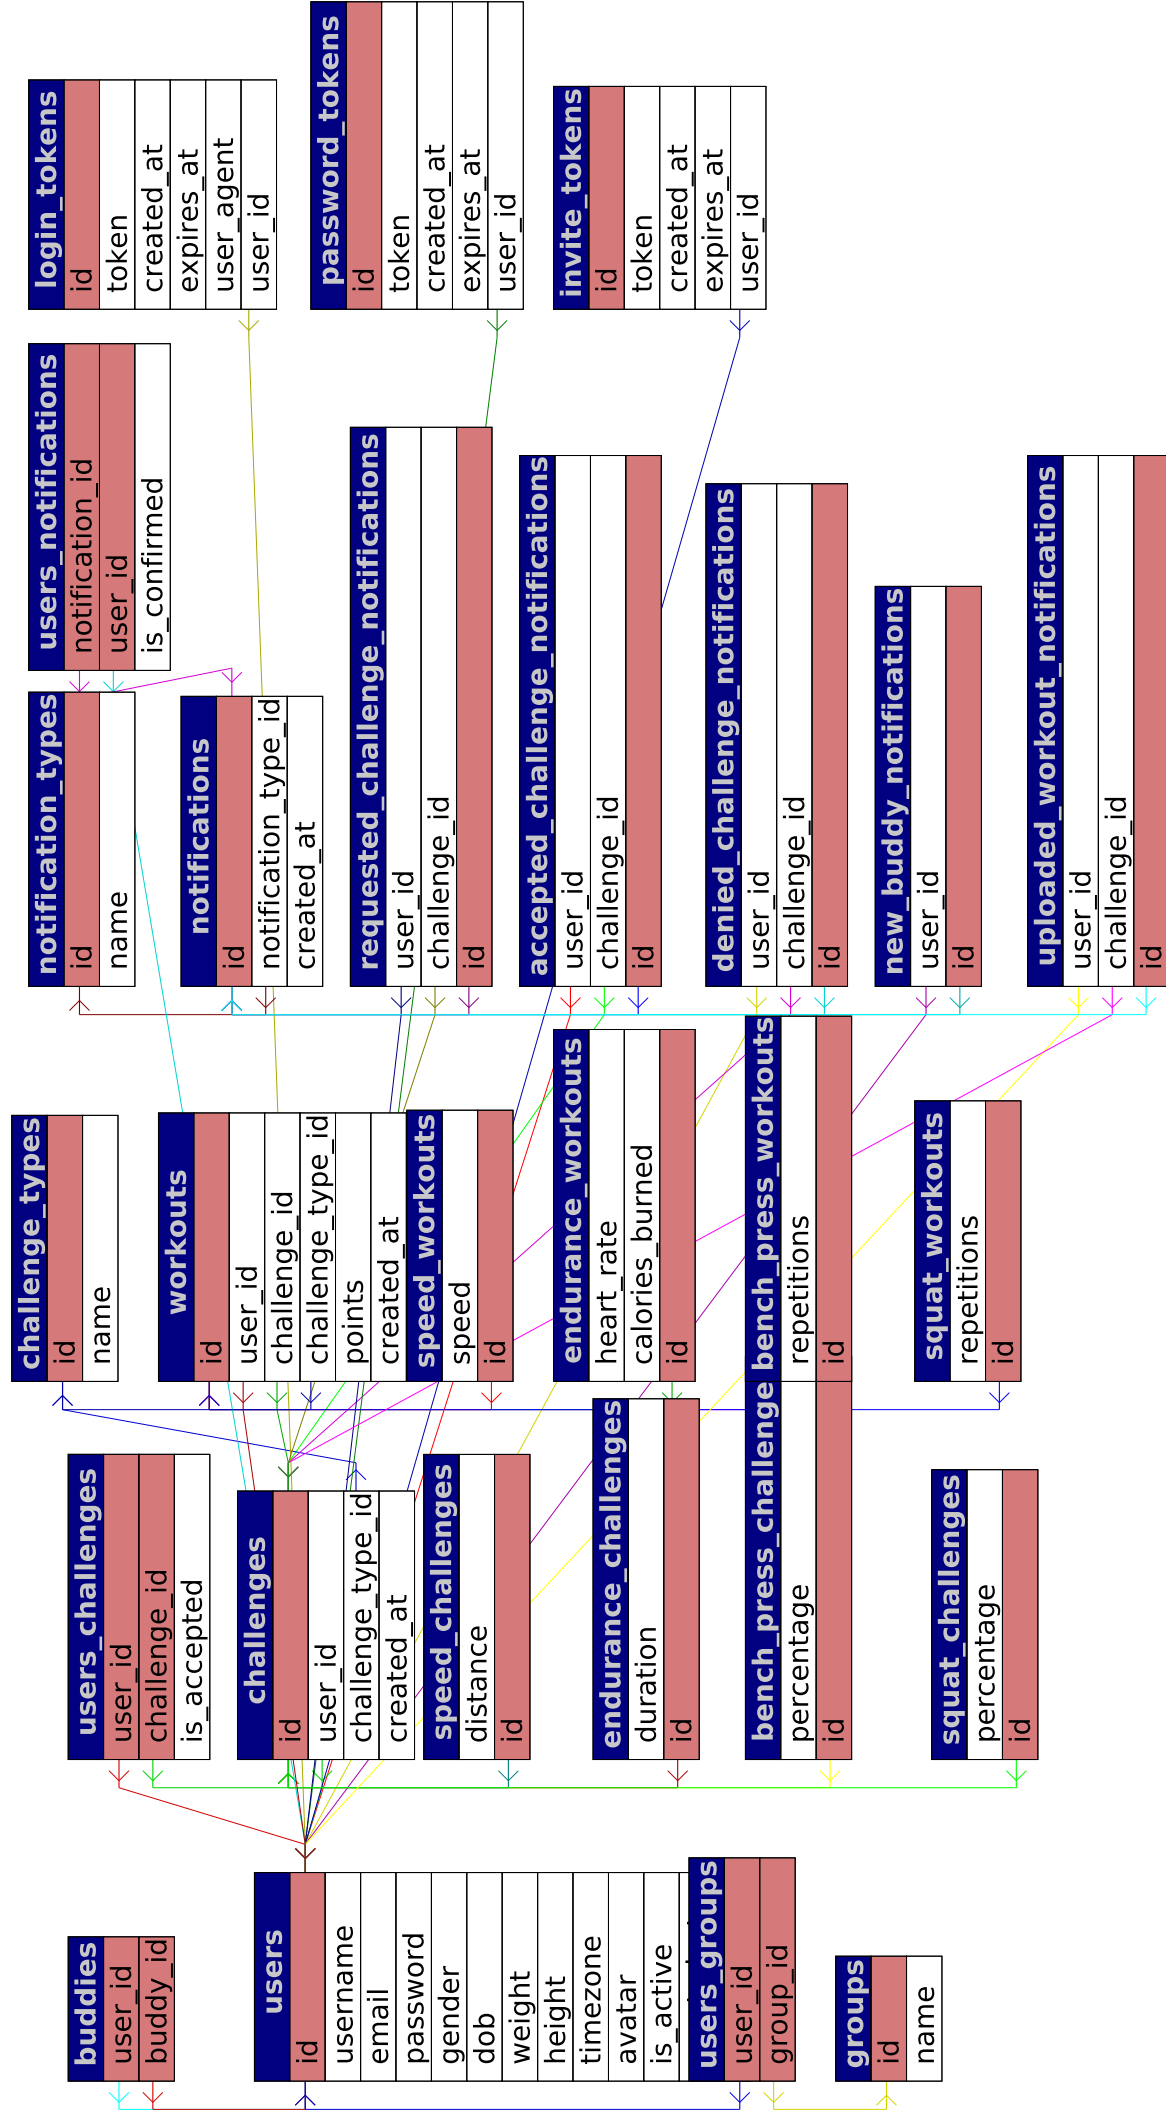 login_tokens
id
token
created_at
expires_at
user_agent
user_id
password_tokens
id
token
created_at
expires_at
user_id
invite_tokens
id
token
created_at
expires_at
user_id
users_notifications
notification_id
user_id
is_confirmed
notification_types
id
name
notifications
id
notification_type_id
created_at
requested_challenge_notifications
user_id
challenge_id
id
accepted_challenge_notifications
user_id
challenge_id
id
denied_challenge_notifications
user_id
challenge_id
id
new_buddy_notifications
user_id
id
uploaded_workout_notifications
user_id
challenge_id
id
challenge_types
id
name
workouts
id
user_id
challenge_id
challenge_type_id
points
created_at
speed_workouts
speed
id
endurance_workouts
heart_rate
calories_burned
id
bench_press_workouts
repetitions
id
squat_workouts
repetitions
id
users_challenges
user_id
challenge_id
is_accepted
challenges
id
user_id
challenge_type_id
created_at
speed_challenges
distance
id
endurance_challenges
duration
id
bench_press_challenge
percentage
id
squat_challenges
percentage
id
buddies
user_id
buddy_id
users
id
username
email
password
gender
dob
weight
height
timezone
avatar
is_active
users_groups
user_id
group_id
groups
id
name